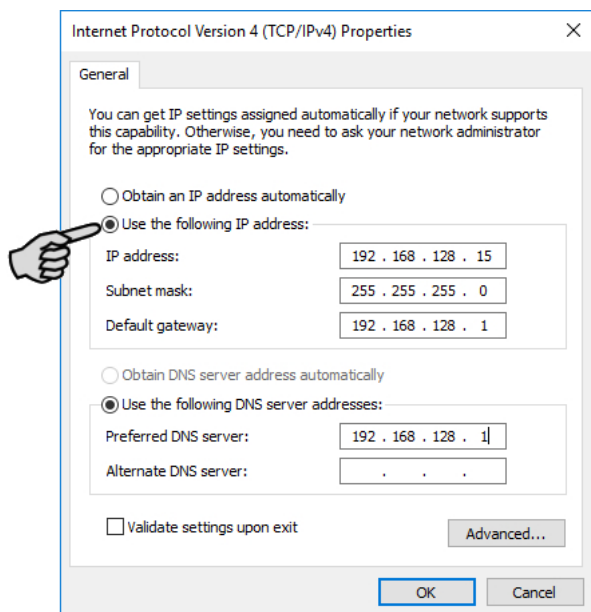 Internet Protocol Version 4 (TCP/IPv4) Properties
General
You can get IP settings assigned automatically if your network supports
this capability. Otherwise, you need to ask your network administrator
for the appropriate IP settings.
Obtain an IP address automatically
Use the following IP address:
IP address: 192 . 168 . 128 . 15
Subnet mask: 255 . 255 . 255 . 0
Default gateway: 192 . 168 . 128 . 1
Obtain DNS server address automatically
Use the following DNS server addresses:
Preferred DNS server: 192 . 168 . 128 . 1
Alternate DNS server: . . .
Validate settings upon exit
Advanced...
OK Cancel